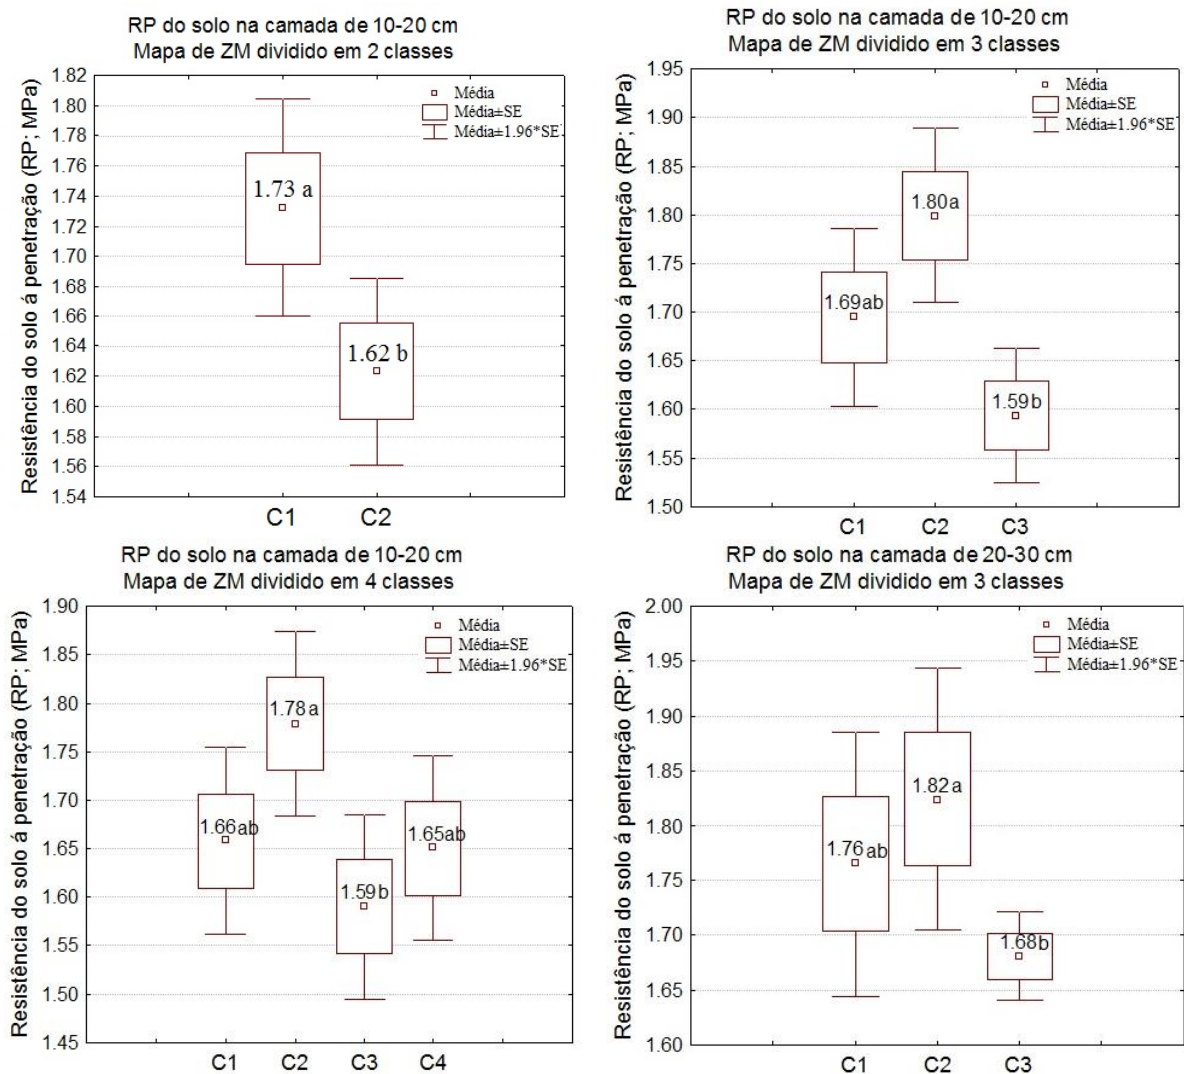 RP do solo na camada de 10-20 cm
Mapa de ZM dividido em 2 classes
Resistência do solo á penetração (RP; MPa)
1.82
1.80
1.78
1.76
1.74
1.72
1.70
1.68
1.66
1.64
1.62
1.60
1.58
1.56
1.54
Média
Média±SE
Média±1.96*SE
1.73 a
1.62 b
C1 C2
RP do solo na camada de 10-20 cm
Mapa de ZM dividido em 3 classes
Resistência do solo á penetração (RP; MPa)
1.95
1.90
1.85
1.80
1.75
1.70
1.65
1.60
1.55
1.50
Média
Média±SE
Média±1.96*SE
1.69ab
1.80a
1.59b
C1 C2 C3
RP do solo na camada de 10-20 cm
Mapa de ZM dividido em 4 classes
Resistência do solo á penetração (RP; MPa)
1.90
1.85
1.80
1.75
1.70
1.65
1.60
1.55
1.50
1.45
Média
Média±SE
Média±1.96*SE
1.66ab
1.78a
1.59b
1.65ab
C1 C2 C3 C4
RP do solo na camada de 20-30 cm
Mapa de ZM dividido em 3 classes
Resistência do solo á penetração (RP; MPa)
2.00
1.95
1.90
1.85
1.80
1.75
1.70
1.65
1.60
Média
Média±SE
Média±1.96*SE
1.76ab
1.82a
1.68b
C1 C2 C3